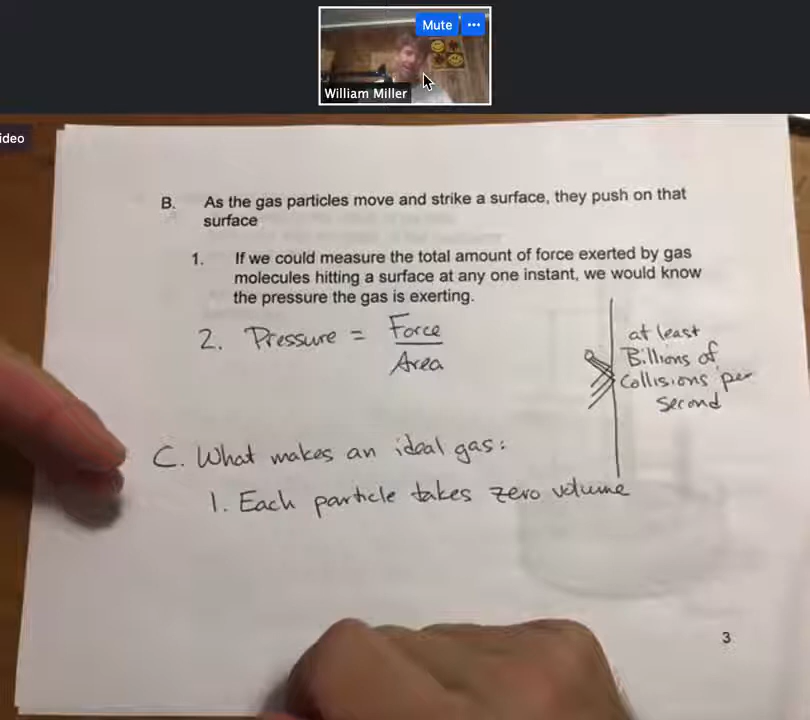 Mute
William Miller
ideo
B. As the gas particles move and strike a surface, they push on that
surface
1. If we could measure the total amount of force exerted by gas
molecules hitting a surface at any one instant, we would know
the pressure the gas is exerting.
2. Pressure = Force
Area
at least
Billions of
Collisions per
second
C. What makes an ideal gas:
1. Each particle takes zero volume
3